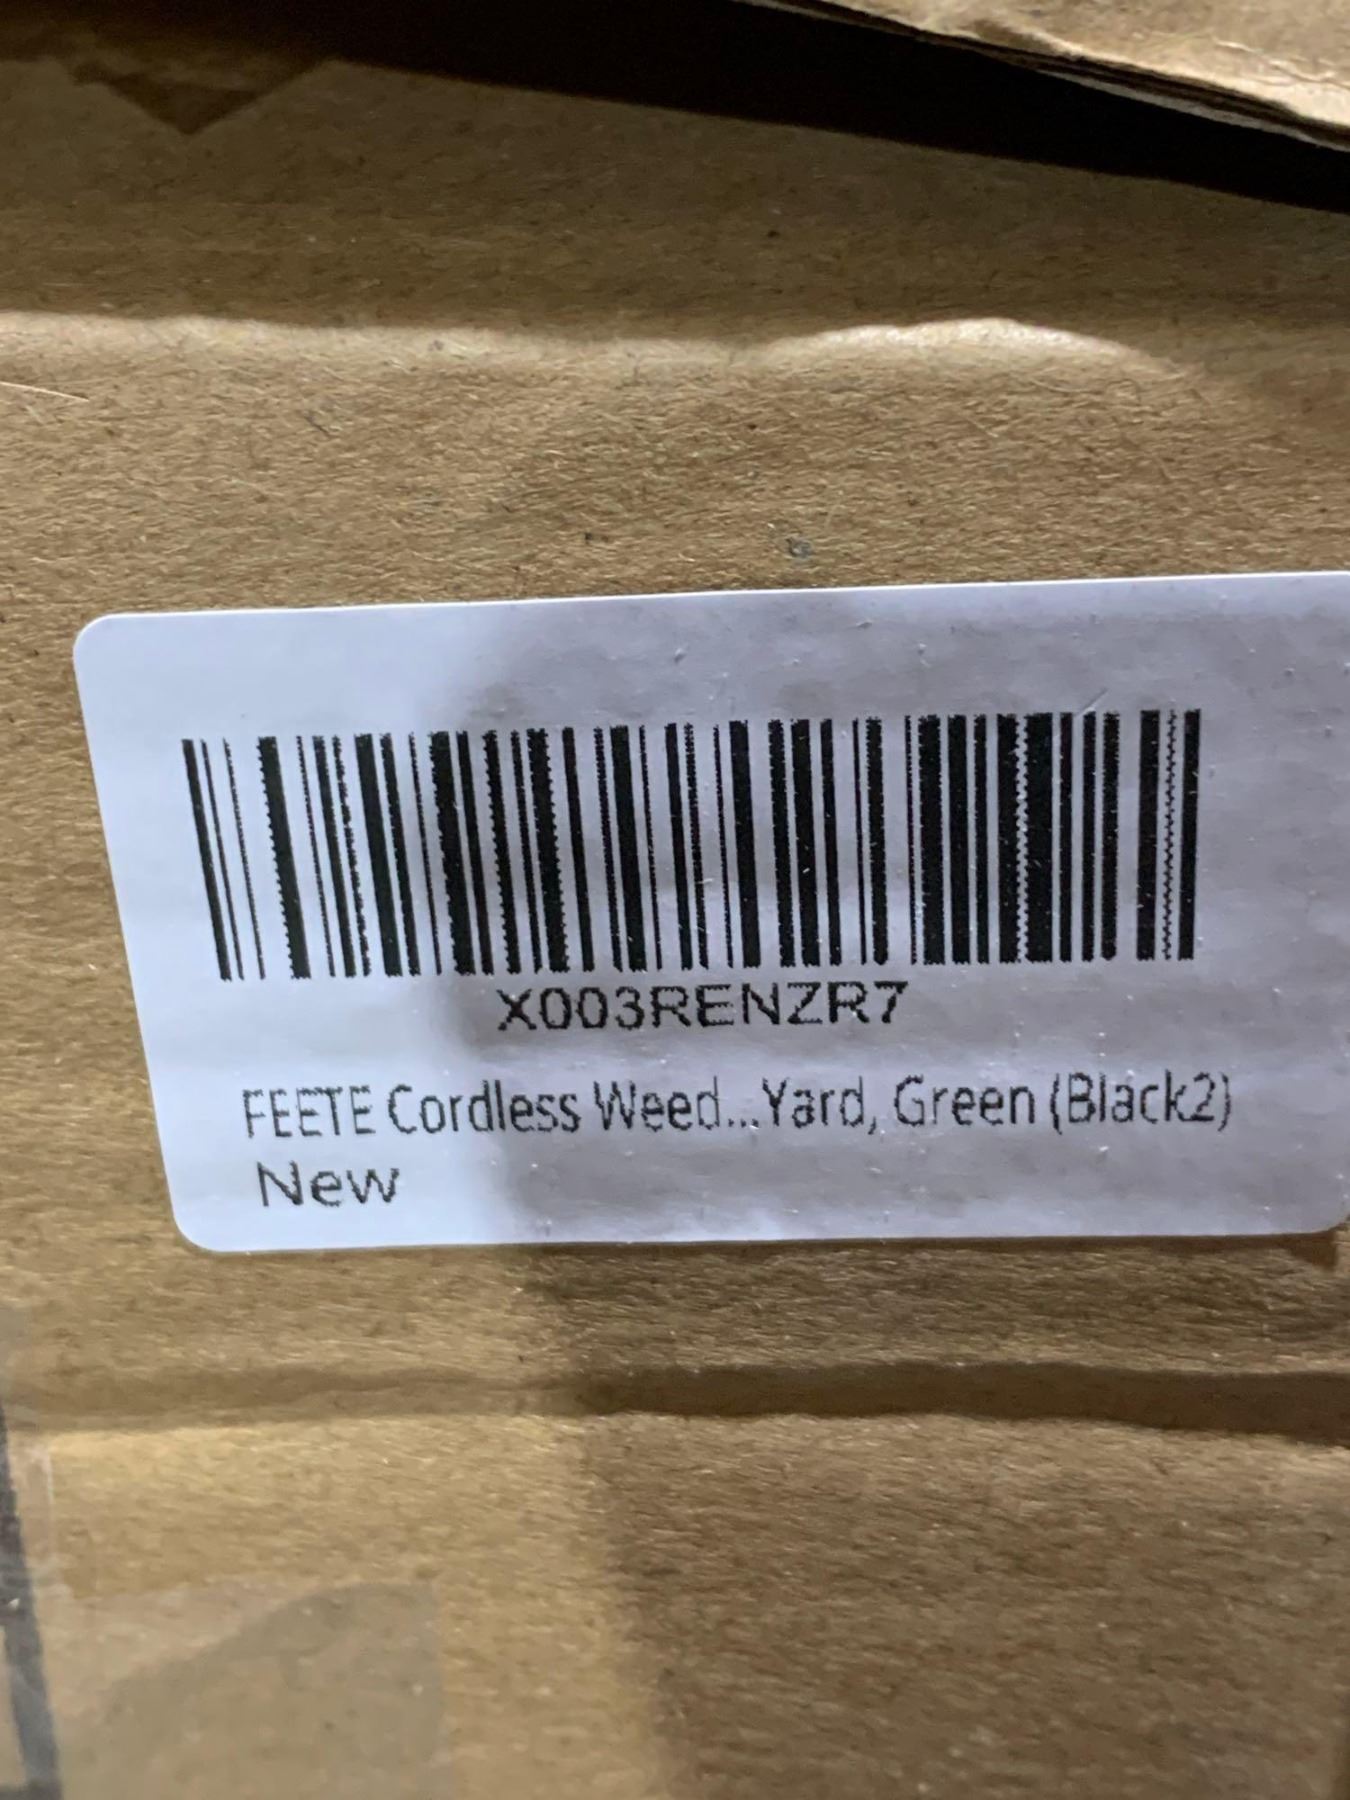 X003RENZR7
FEETE Cordless Weed...Yard, Green (Black2)
New